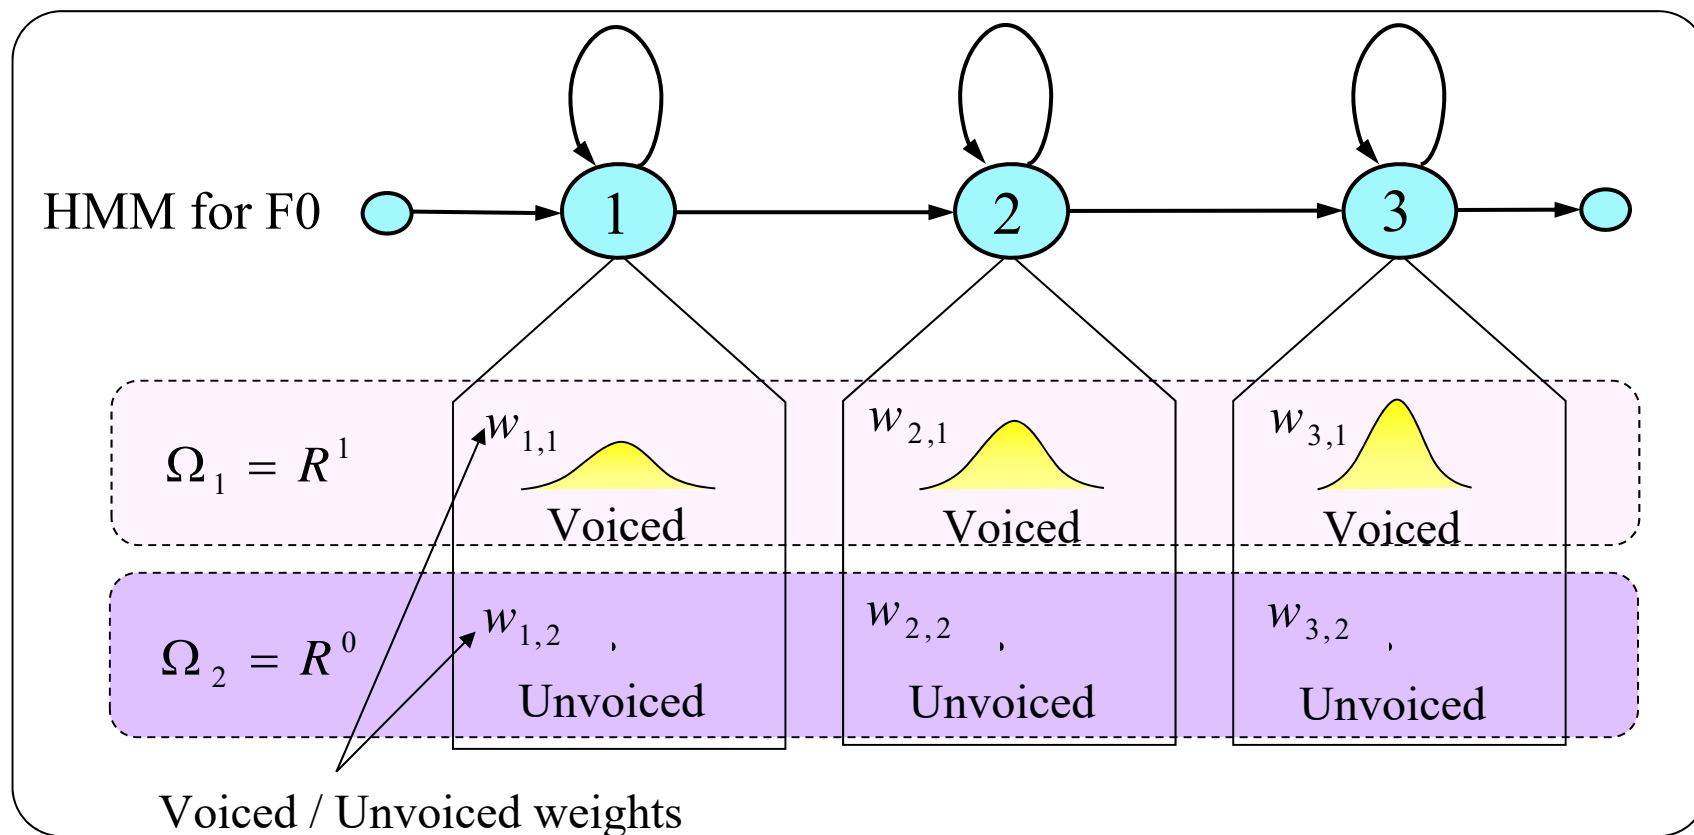 HMM for F0
1 2 3
Ω₁ = R¹
w₁,₁ w₂,₁ w₃,₁
Voiced Voiced Voiced
Ω₂ = R⁰
w₁,₂ w₂,₂ w₃,₂
Unvoiced Unvoiced Unvoiced
Voiced / Unvoiced weights